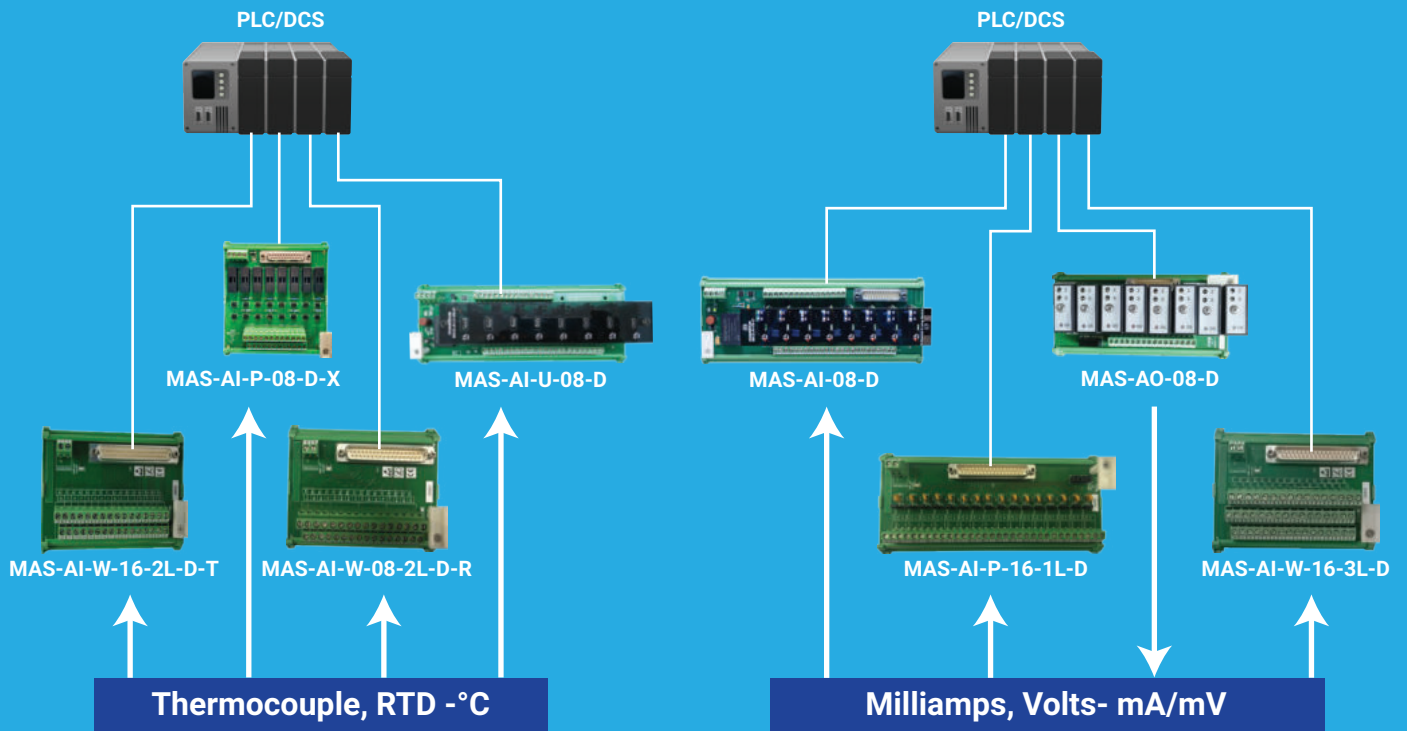 PLC/DCS
PLC/DCS
MAS-AI-P-08-D-X
MAS-AI-U-08-D
MAS-AI-08-D
MAS-AO-08-D
MAS-AI-W-16-2L-D-T
MAS-AI-W-08-2L-D-R
MAS-AI-P-16-1L-D
MAS-AI-W-16-3L-D
Thermocouple, RTD -°C
Milliamps, Volts- mA/mV